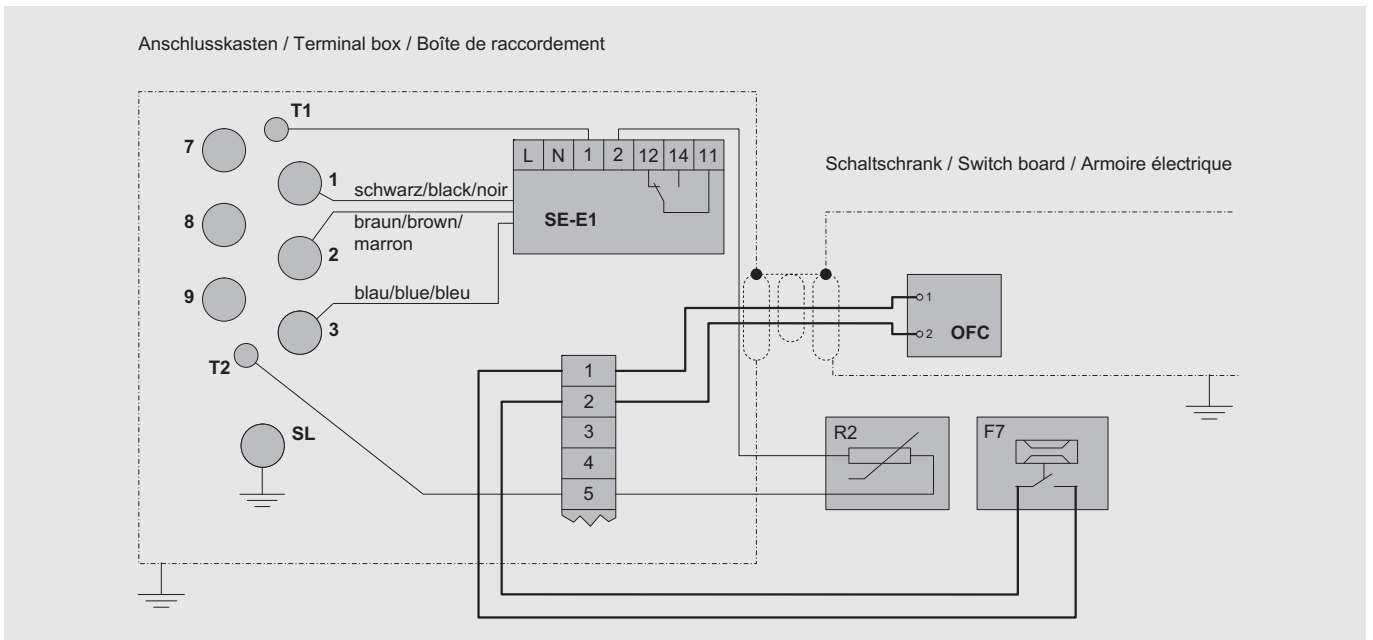 Anschlusskasten / Terminal box / Boîte de raccordement
T1
7
L N 1 2 12 14 11
Schaltschrank / Switch board / Armoire électrique
1
schwarz/black/noir
8
braun/brown/
marron
SE-E1
2
9
blau/blue/bleu
3
1
2 OFC
T2
1
2
3
4
5
SL
R2
F7